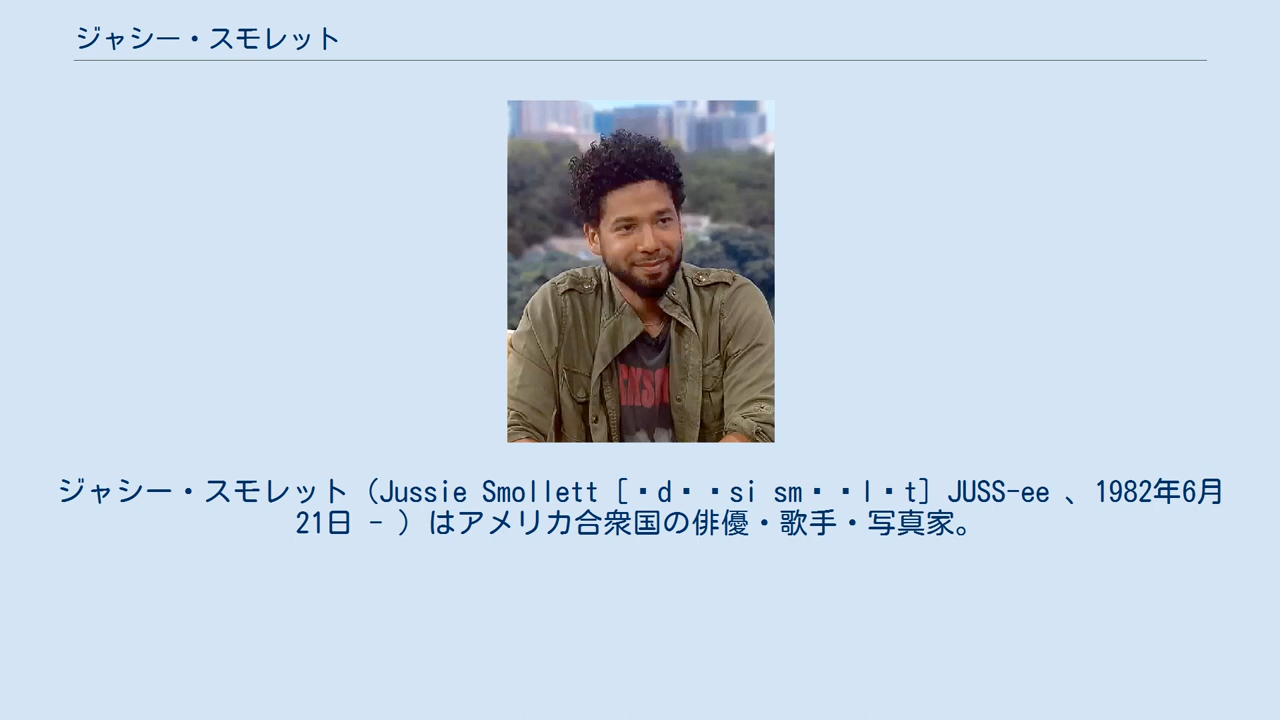 ジャシー・スモレット
ジャシー・スモレット（Jussie Smollett [▪d▪▪si sm▪▪l▪t] JUSS-ee 、1982年6月
21日 - ）はアメリカ合衆国の俳優・歌手・写真家。